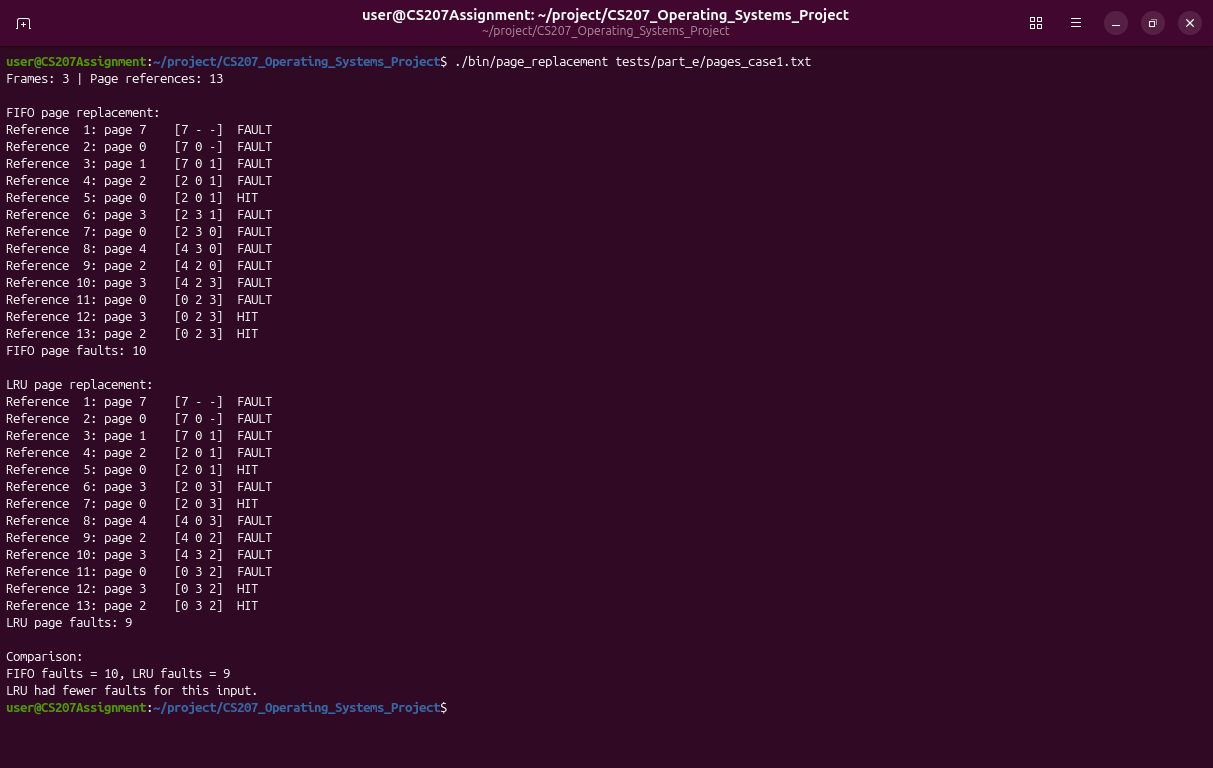 user@CS207Assignment: ~/project/CS207_Operating_Systems_Project
~/project/CS207_Operating_Systems_Project
user@CS207Assignment:~/project/CS207_Operating_Systems_Project$ ./bin/page_replacement tests/part_e/pages_case1.txt
Frames: 3 | Page references: 13
FIFO page replacement:
Reference  1: page 7    [7 - -]  FAULT
Reference  2: page 0    [7 0 -]  FAULT
Reference  3: page 1    [7 0 1]  FAULT
Reference  4: page 2    [2 0 1]  FAULT
Reference  5: page 0    [2 0 1]  HIT
Reference  6: page 3    [2 3 1]  FAULT
Reference  7: page 0    [2 3 0]  FAULT
Reference  8: page 4    [4 3 0]  FAULT
Reference  9: page 2    [4 2 0]  FAULT
Reference 10: page 3    [4 2 3]  FAULT
Reference 11: page 0    [0 2 3]  FAULT
Reference 12: page 3    [0 2 3]  HIT
Reference 13: page 2    [0 2 3]  HIT
FIFO page faults: 10
LRU page replacement:
Reference  1: page 7    [7 - -]  FAULT
Reference  2: page 0    [7 0 -]  FAULT
Reference  3: page 1    [7 0 1]  FAULT
Reference  4: page 2    [2 0 1]  FAULT
Reference  5: page 0    [2 0 1]  HIT
Reference  6: page 3    [2 0 3]  FAULT
Reference  7: page 0    [2 0 3]  HIT
Reference  8: page 4    [4 0 3]  FAULT
Reference  9: page 2    [4 0 2]  FAULT
Reference 10: page 3    [4 3 2]  FAULT
Reference 11: page 0    [0 3 2]  FAULT
Reference 12: page 3    [0 3 2]  HIT
Reference 13: page 2    [0 3 2]  HIT
LRU page faults: 9
Comparison:
FIFO faults = 10, LRU faults = 9
LRU had fewer faults for this input.
user@CS207Assignment:~/project/CS207_Operating_Systems_Project$